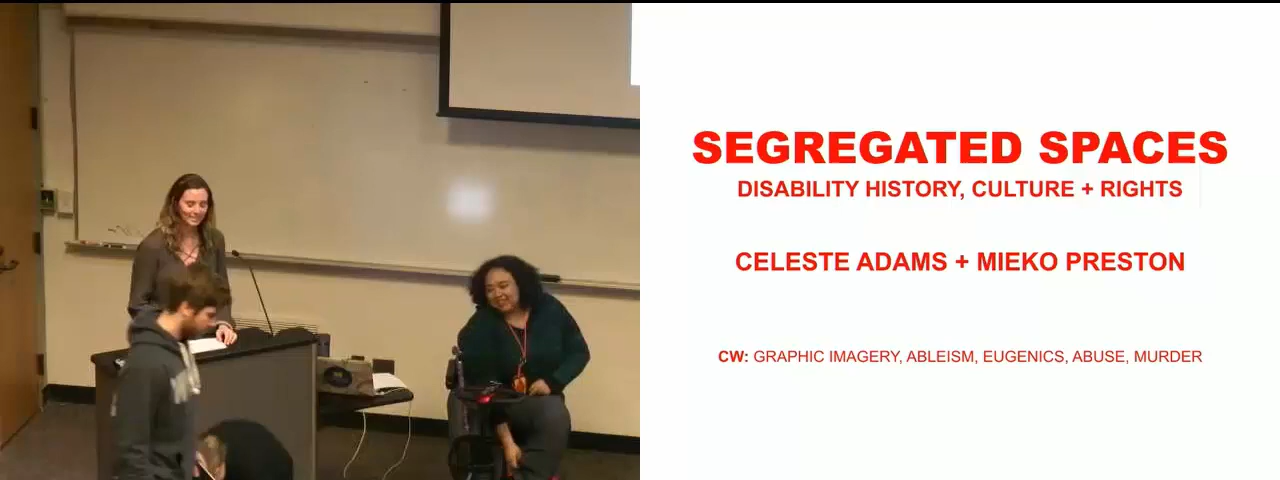 SEGREGATED SPACES
DISABILITY HISTORY, CULTURE + RIGHTS
CELESTE ADAMS + MIEKO PRESTON
CW: GRAPHIC IMAGERY, ABLEISM, EUGENICS, ABUSE, MURDER